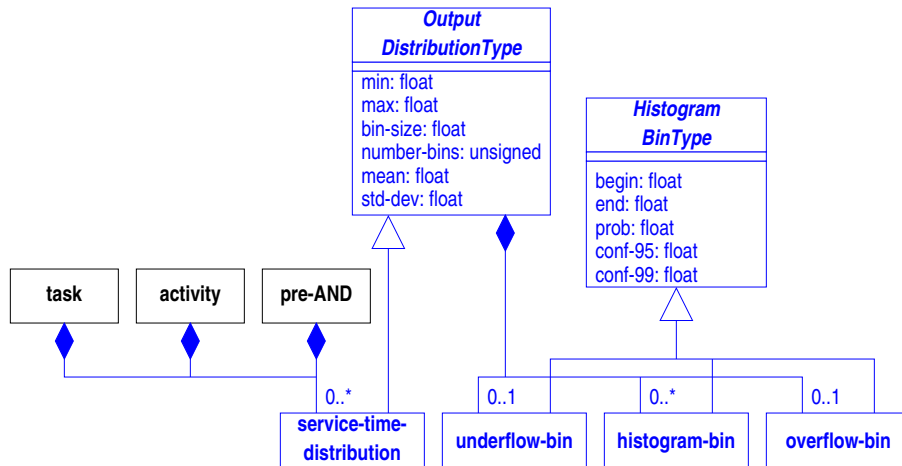 Output
DistributionType
min: float
max: float
bin-size: float
number-bins: unsigned
mean: float
std-dev: float
Histogram
BinType
begin: float
end: float
prob: float
conf-95: float
conf-99: float
task
activity
pre-AND
0..*
0..1
0..*
0..1
service-time-
distribution
underflow-bin
histogram-bin
overflow-bin